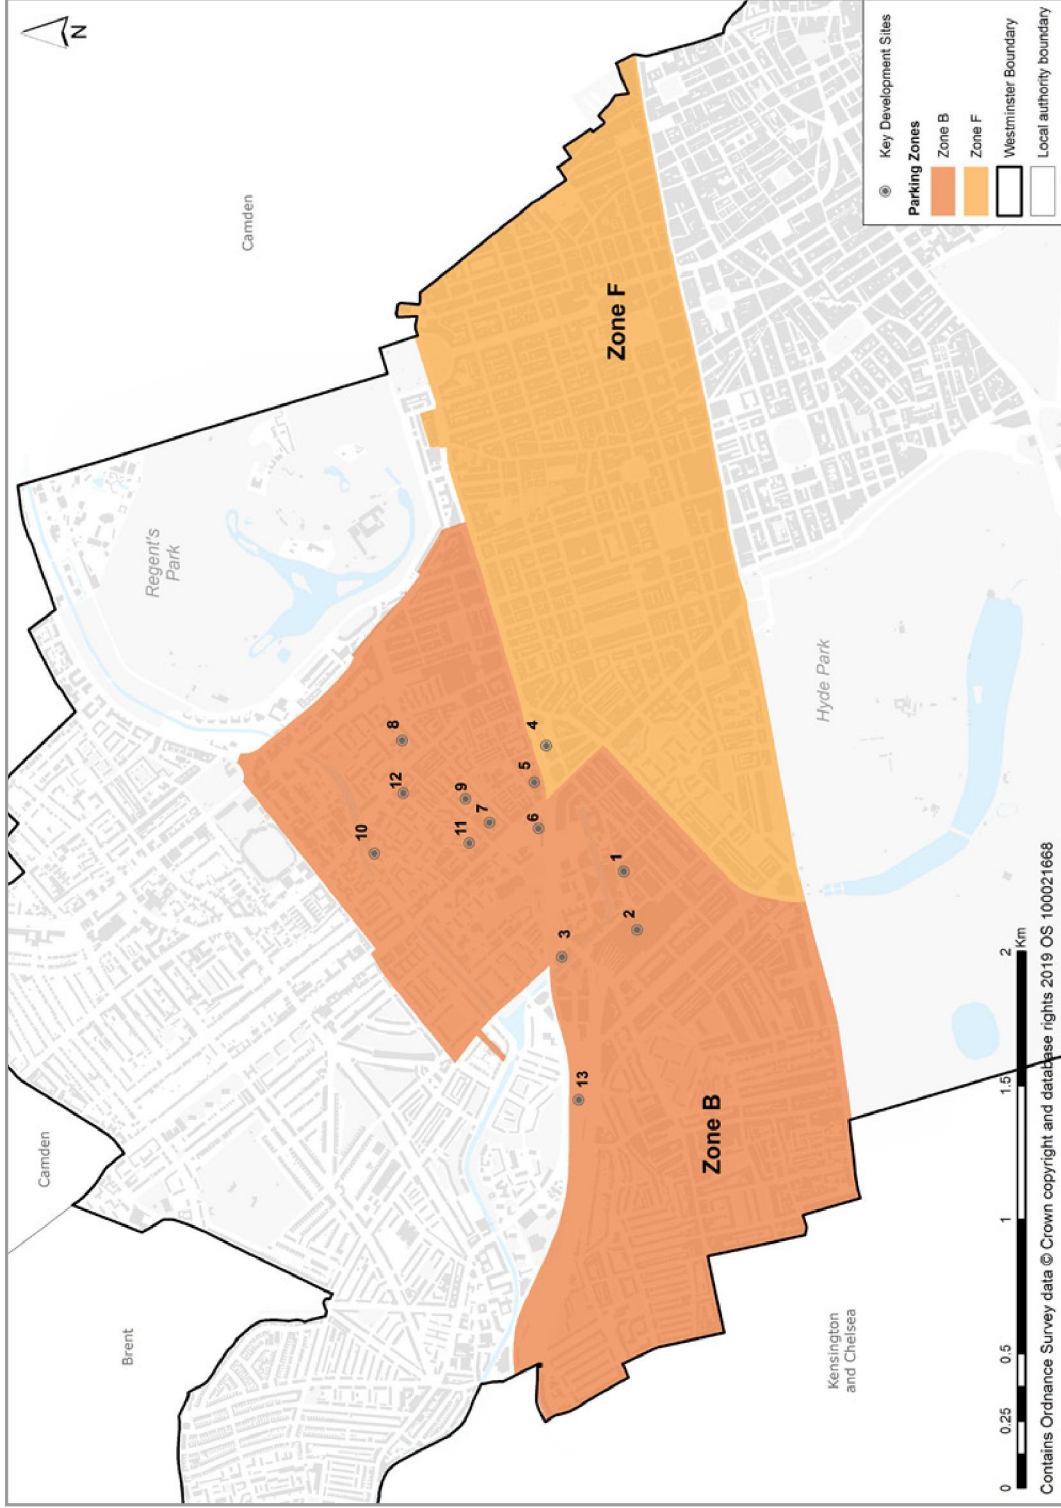 N
Camden
Camden
Brent
Regent's
Park
Zone F
8
12
10
9
7
11
4
5
6
1
2
3
13
Hyde Park
Zone B
Kensington
and Chelsea
Key Development Sites
Parking Zones
Zone B
Zone F
Westminster Boundary
Local authority boundary
0 0.25 0.5 1 1.5 2
Km
Contains Ordnance Survey data © Crown copyright and database rights 2019 OS 100021668